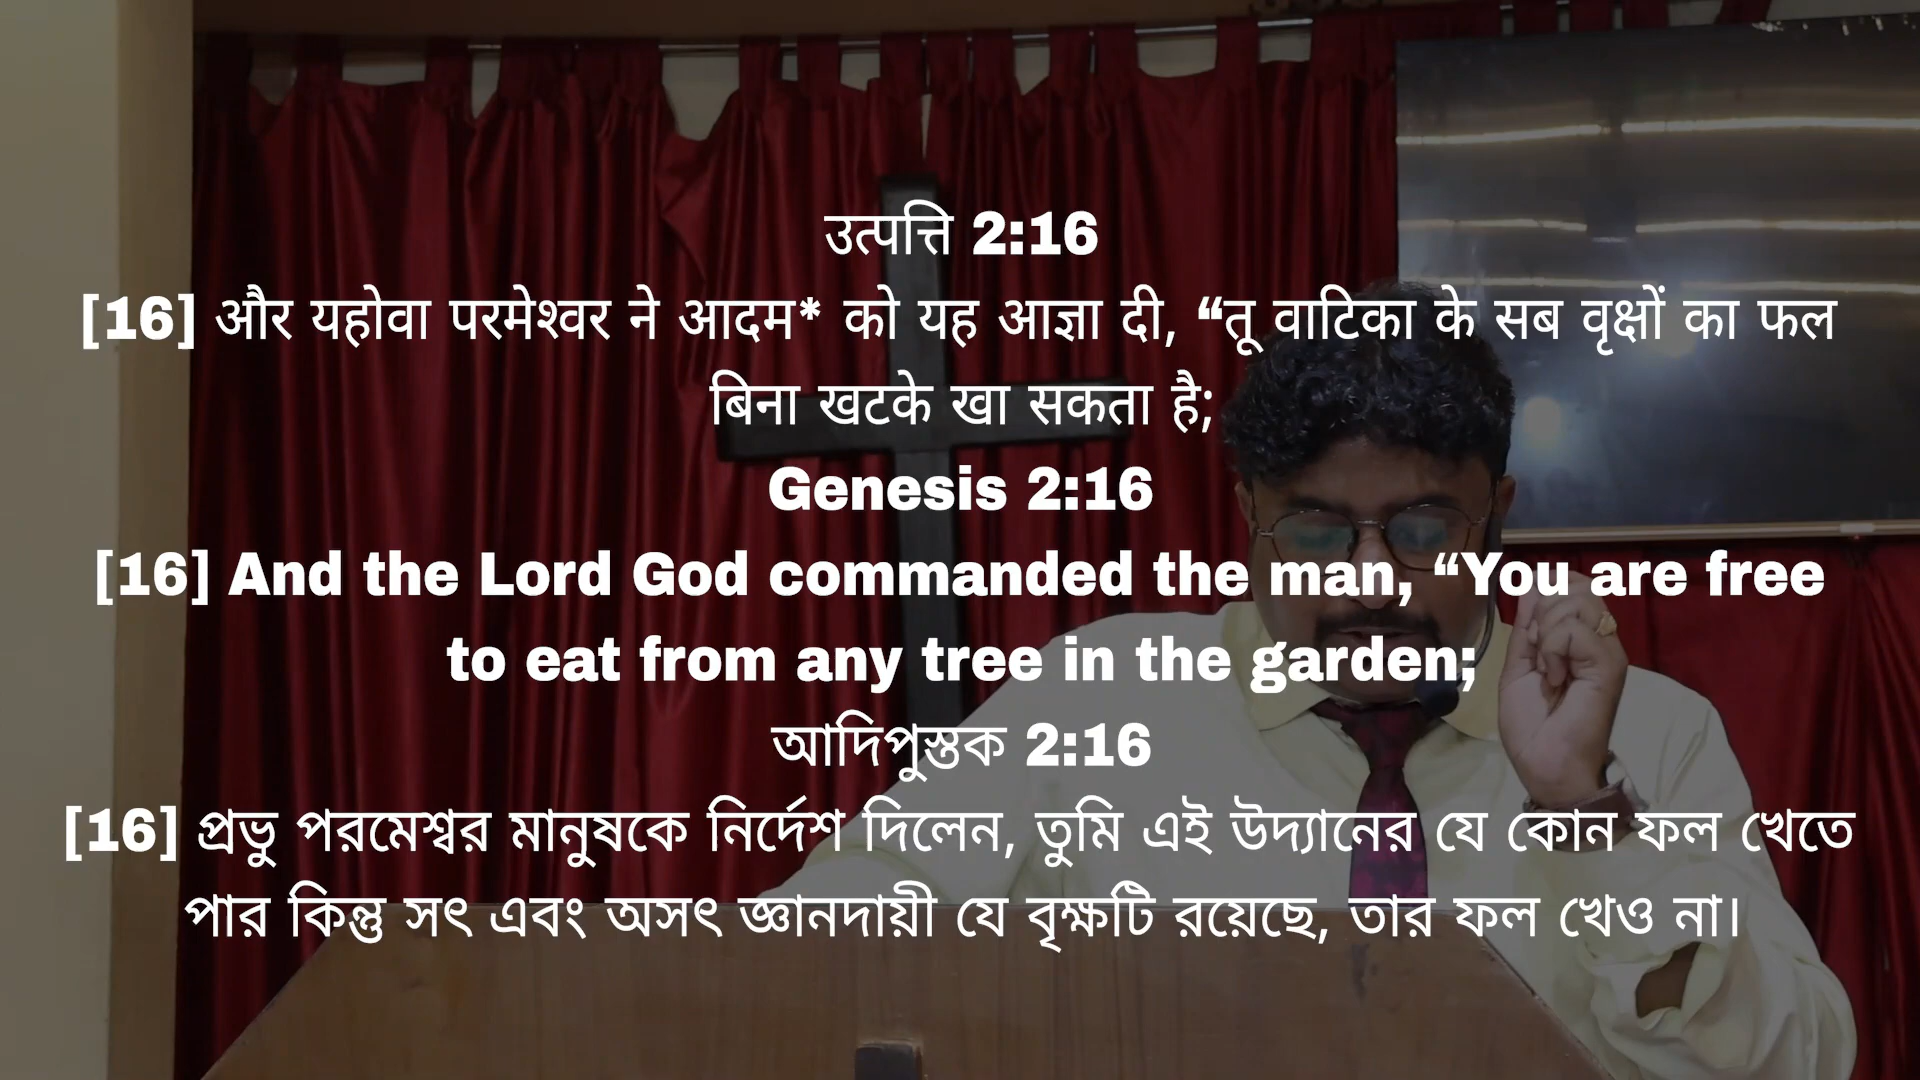 उत्पत्ति 2:16
[16] और यहोवा परमेश्‍वर ने आदम* को यह आज्ञा दी, “तू वाटिका के सब वृक्षों का फल
बिना खटके खा सकता है;
Genesis 2:16
[16] And the Lord God commanded the man, “You are free
to eat from any tree in the garden;
আদিপুস্তক 2:16
[16] প্রভু পরমেশ্বর মানুষকে নির্দেশ দিলেন, তুমি এই উদ্যানের যে কোন ফল খেতে
পার কিন্তু সৎ এবং অসৎ জ্ঞানদায়ী যে বৃক্ষটি রয়েছে, তার ফল খেও না।